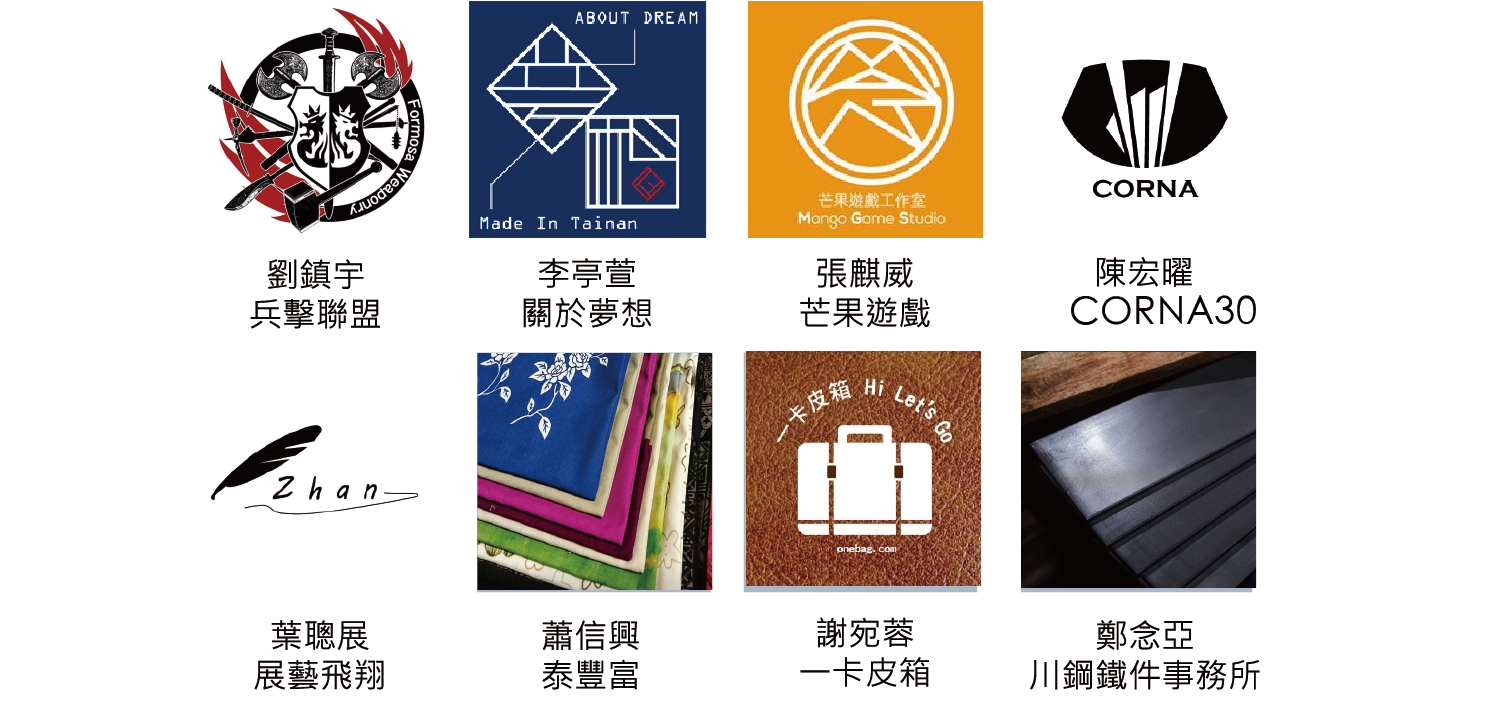 Formosa Weaponry
ABOUT DREAM
Made In Tainan
芒果遊戲工作室
Mango Game Studio
CORNA
劉鎮宇
兵擊聯盟
李亭萱
關於夢想
張麒威
芒果遊戲
陳宏曜
CORNA30
Zhan
一卡皮箱 Hi Let's Go
onebag.com
葉聰展
展藝飛翔
蕭信興
泰豐富
謝宛蓉
一卡皮箱
鄭念亞
川鋼鐵件事務所